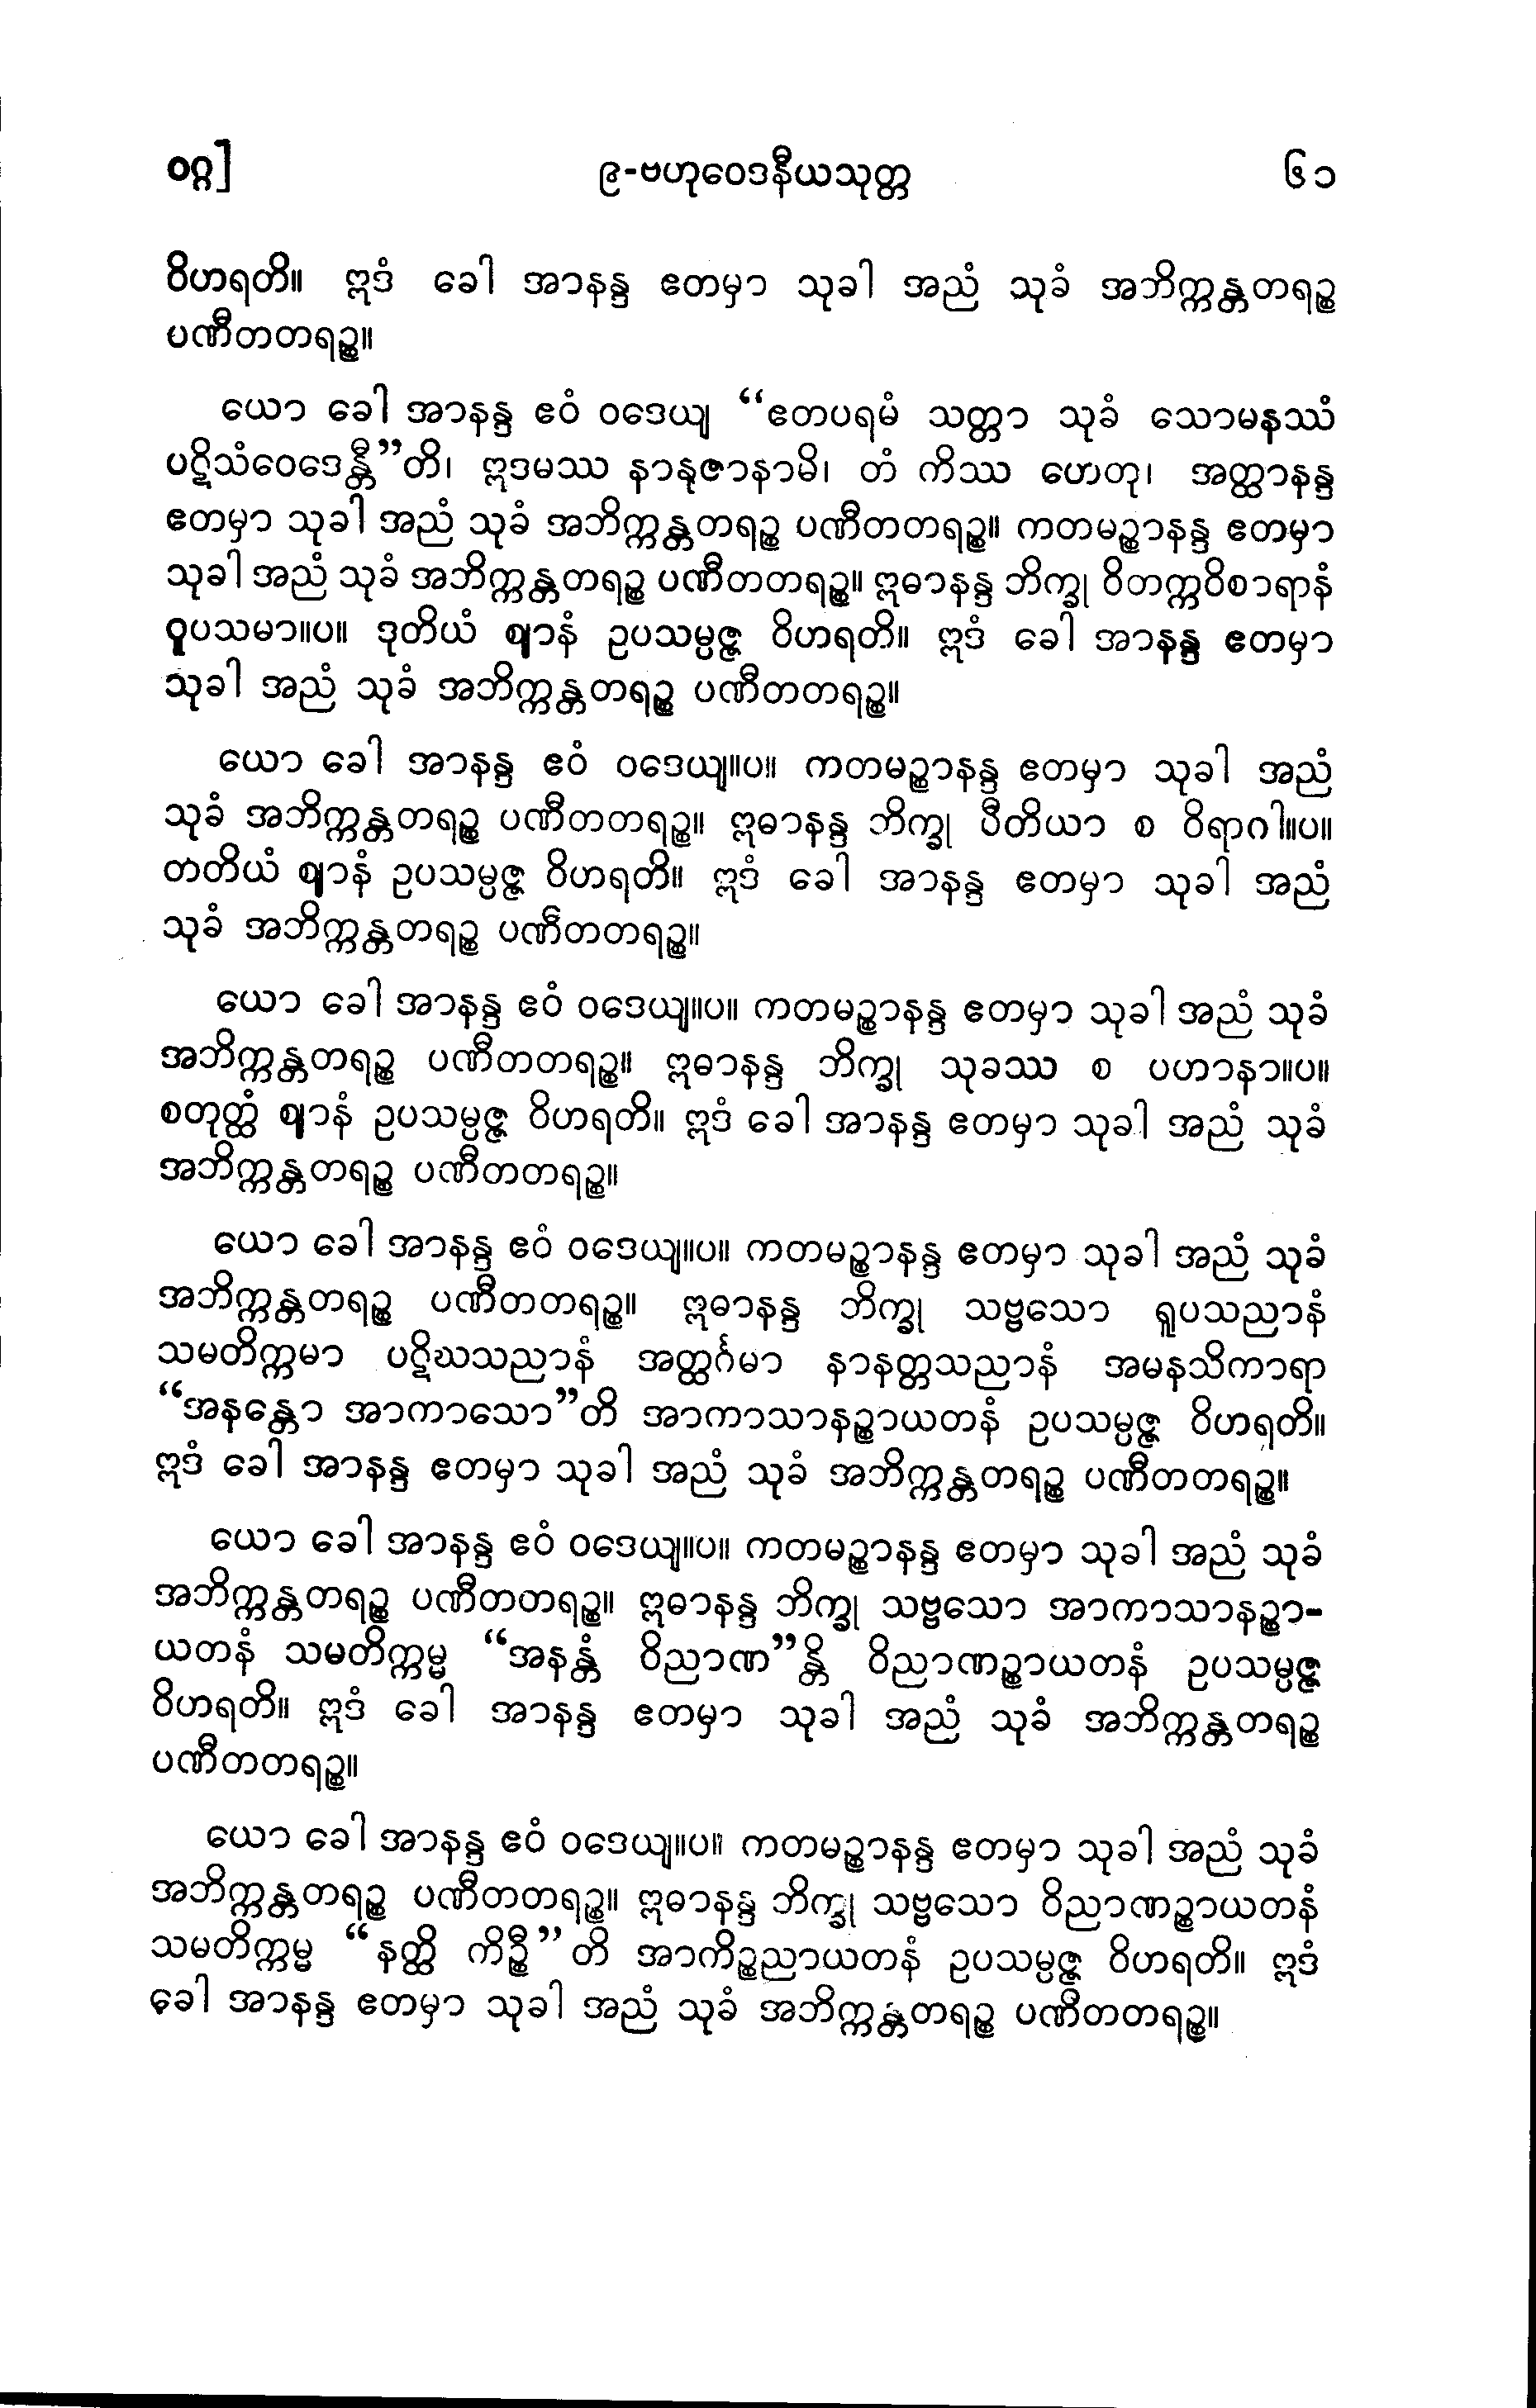 ဝဂ္ဂ]
၉-ဗဟုဝေဒနီယသုတ္တ
၆၁
ဝိဟရတိ။ ဣဒံ ခေါ အာနန္ဒ ဧတမှာ သုခါ အညံ သုခံ အဘိက္ကန္တတရဉ္စ
ပဏီတတရဉ္စ။
ယော ခေါ အာနန္ဒ ဧဝံ ဝဒေယျ “ဧတပရမံ သတ္တာ သုခံ သောမနဿံ
ပဋိသံဝေဒေန္တီ”တိ၊ ဣဒမဿ နာနုဇာနာမိ၊ တံ ကိဿ ဟေတု၊ အတ္ထာနန္ဒ
ဧတမှာ သုခါ အညံ သုခံ အဘိက္ကန္တတရဉ္စ ပဏီတတရဉ္စ။ ကတမဉ္စာနန္ဒ ဧတမှာ
သုခါ အညံ သုခံ အဘိက္ကန္တတရဉ္စ ပဏီတတရဉ္စ။ ဣဓာနန္ဒ ဘိက္ခု ဝိတက္ကဝိစာရာနံ
ဝူပသမာ။ပ။ ဒုတိယံ ဈာနံ ဥပသမ္ပဇ္ဇ ဝိဟရတိ။ ဣဒံ ခေါ အာနန္ဒ ဧတမှာ
သုခါ အညံ သုခံ အဘိက္ကန္တတရဉ္စ ပဏီတတရဉ္စ။
ယော ခေါ အာနန္ဒ ဧဝံ ဝဒေယျ။ပ။ ကတမဉ္စာနန္ဒ ဧတမှာ သုခါ အညံ
သုခံ အဘိက္ကန္တတရဉ္စ ပဏီတတရဉ္စ။ ဣဓာနန္ဒ ဘိက္ခု ပီတိယာ စ ဝိရာဂါ။ပ။
တတိယံ ဈာနံ ဥပသမ္ပဇ္ဇ ဝိဟရတိ။ ဣဒံ ခေါ အာနန္ဒ ဧတမှာ သုခါ အညံ
သုခံ အဘိက္ကန္တတရဉ္စ ပဏီတတရဉ္စ။
ယော ခေါ အာနန္ဒ ဧဝံ ဝဒေယျ။ပ။ ကတမဉ္စာနန္ဒ ဧတမှာ သုခါ အညံ သုခံ
အဘိက္ကန္တတရဉ္စ ပဏီတတရဉ္စ။ ဣဓာနန္ဒ ဘိက္ခု သုခဿ စ ပဟာနာ။ပ။
စတုတ္ထံ ဈာနံ ဥပသမ္ပဇ္ဇ ဝိဟရတိ။ ဣဒံ ခေါ အာနန္ဒ ဧတမှာ သုခါ အညံ သုခံ
အဘိက္ကန္တတရဉ္စ ပဏီတတရဉ္စ။
ယော ခေါ အာနန္ဒ ဧဝံ ဝဒေယျ။ပ။ ကတမဉ္စာနန္ဒ ဧတမှာ သုခါ အညံ သုခံ
အဘိက္ကန္တတရဉ္စ ပဏီတတရဉ္စ။ ဣဓာနန္ဒ ဘိက္ခု သဗ္ဗသော ရူပသညာနံ
သမတိက္ကမာ ပဋိဃသညာနံ အတ္ထင်္ဂမာ နာနတ္တသညာနံ အမနသိကာရာ
“အနန္တော အာကာသော”တိ အာကာသာနဉ္စာယတနံ ဥပသမ္ပဇ္ဇ ဝိဟရတိ။
ဣဒံ ခေါ အာနန္ဒ ဧတမှာ သုခါ အညံ သုခံ အဘိက္ကန္တတရဉ္စ ပဏီတတရဉ္စ။
ယော ခေါ အာနန္ဒ ဧဝံ ဝဒေယျ။ပ။ ကတမဉ္စာနန္ဒ ဧတမှာ သုခါ အညံ သုခံ
အဘိက္ကန္တတရဉ္စ ပဏီတတရဉ္စ။ ဣဓာနန္ဒ ဘိက္ခု သဗ္ဗသော အာကာသာနဉ္စာ-
ယတနံ သမတိက္ကမ္မ “အနန္တံ ဝိညာဏ”န္တိ ဝိညာဏဉ္စာယတနံ ဥပသမ္ပဇ္ဇ
ဝိဟရတိ။ ဣဒံ ခေါ အာနန္ဒ ဧတမှာ သုခါ အညံ သုခံ အဘိက္ကန္တတရဉ္စ
ပဏီတတရဉ္စ။
ယော ခေါ အာနန္ဒ ဧဝံ ဝဒေယျ။ပ။ ကတမဉ္စာနန္ဒ ဧတမှာ သုခါ အညံ သုခံ
အဘိက္ကန္တတရဉ္စ ပဏီတတရဉ္စ။ ဣဓာနန္ဒ ဘိက္ခု သဗ္ဗသော ဝိညာဏဉ္စာယတနံ
သမတိက္ကမ္မ “နတ္ထိ ကိဉ္စီ”တိ အာကိဉ္စညာယတနံ ဥပသမ္ပဇ္ဇ ဝိဟရတိ။ ဣဒံ
ခေါ အာနန္ဒ ဧတမှာ သုခါ အညံ သုခံ အဘိက္ကန္တတရဉ္စ ပဏီတတရဉ္စ။